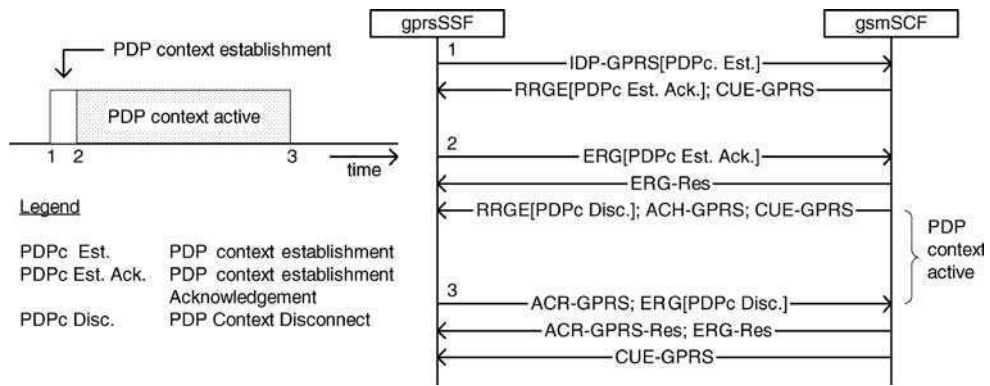 gprsSSF
gsmSCF
PDP context establishment
PDP context active
1 2 3
time
Legend
PDPc Est. PDP context establishment
PDPc Est. Ack. PDP context establishment
Acknowledgement
PDPc Disc. PDP Context Disconnect
1
IDP-GPRS[PDPc. Est.]
RRGE[PDPc Est. Ack.]; CUE-GPRS
2
ERG[PDPc Est. Ack.]
ERG-Res
RRGE[PDPc Disc.]; ACH-GPRS; CUE-GPRS
PDP
context
active
3
ACR-GPRS; ERG[PDPc Disc.]
ACR-GPRS-Res; ERG-Res
CUE-GPRS